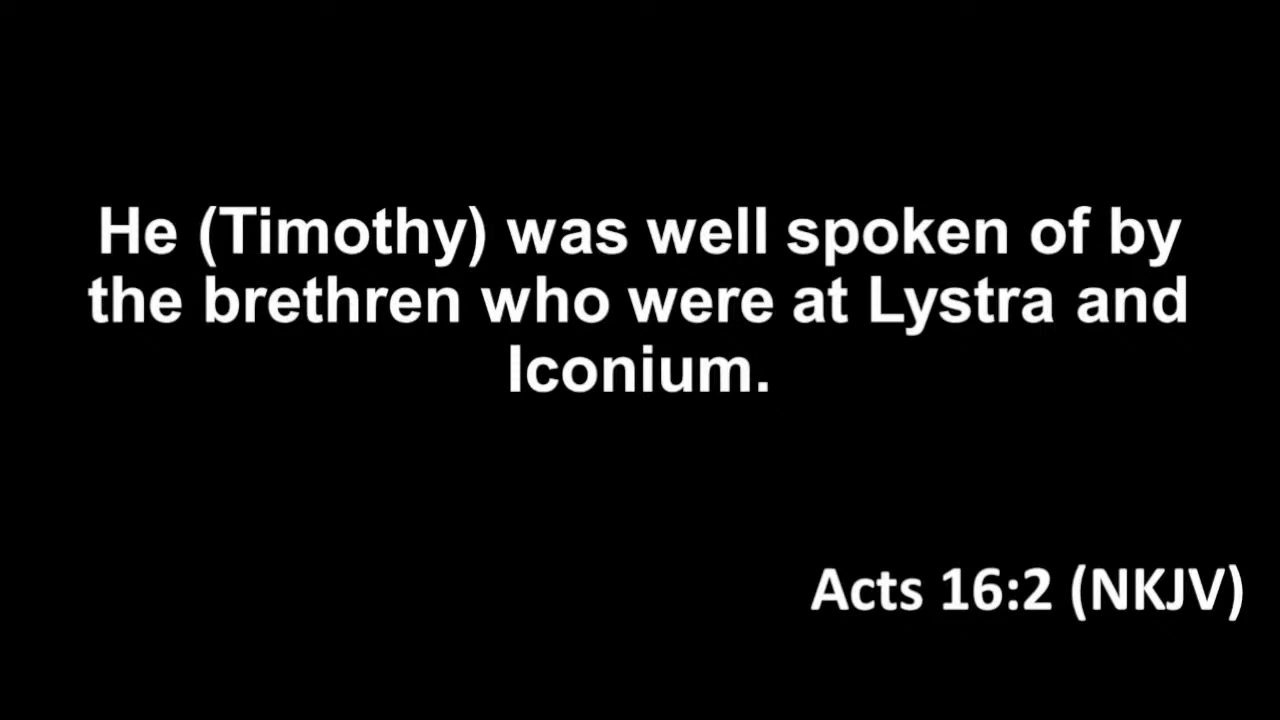 He (Timothy) was well spoken of by
the brethren who were at Lystra and
Iconium.
Acts 16:2 (NKJV)